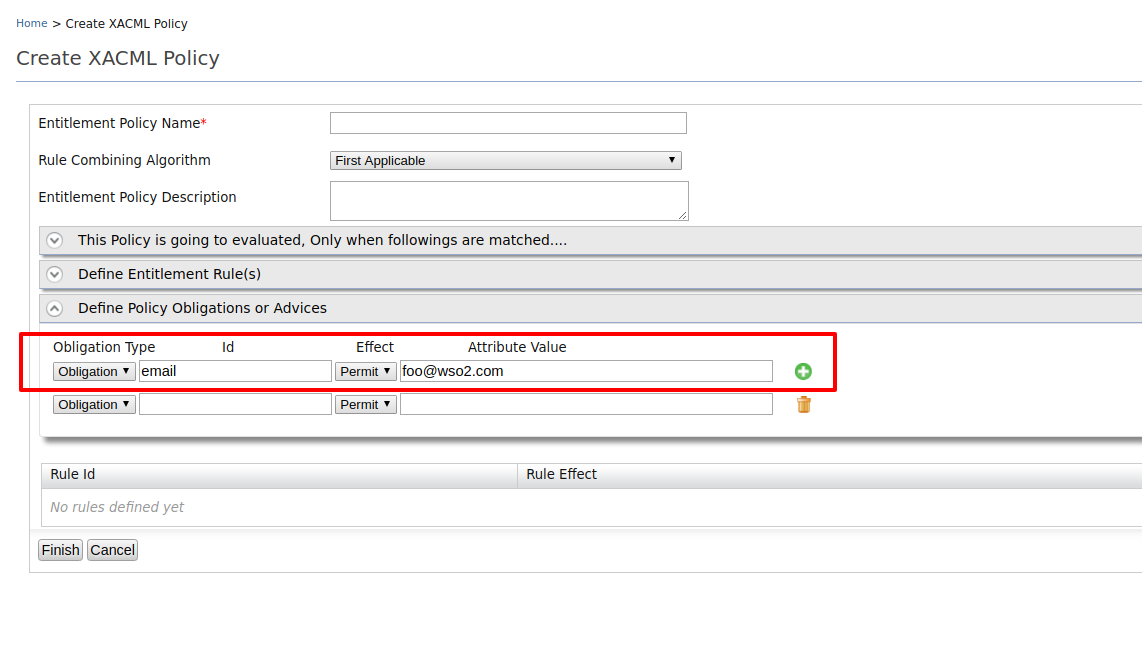 Home > Create XACML Policy
Create XACML Policy
Entitlement Policy Name*
Rule Combining Algorithm First Applicable
Entitlement Policy Description
This Policy is going to evaluated, Only when followings are matched....
Define Entitlement Rule(s)
Define Policy Obligations or Advices
Obligation Type Id Effect Attribute Value
Obligation email Permit foo@wso2.com
Obligation Permit
Rule Id Rule Effect
No rules defined yet
Finish Cancel